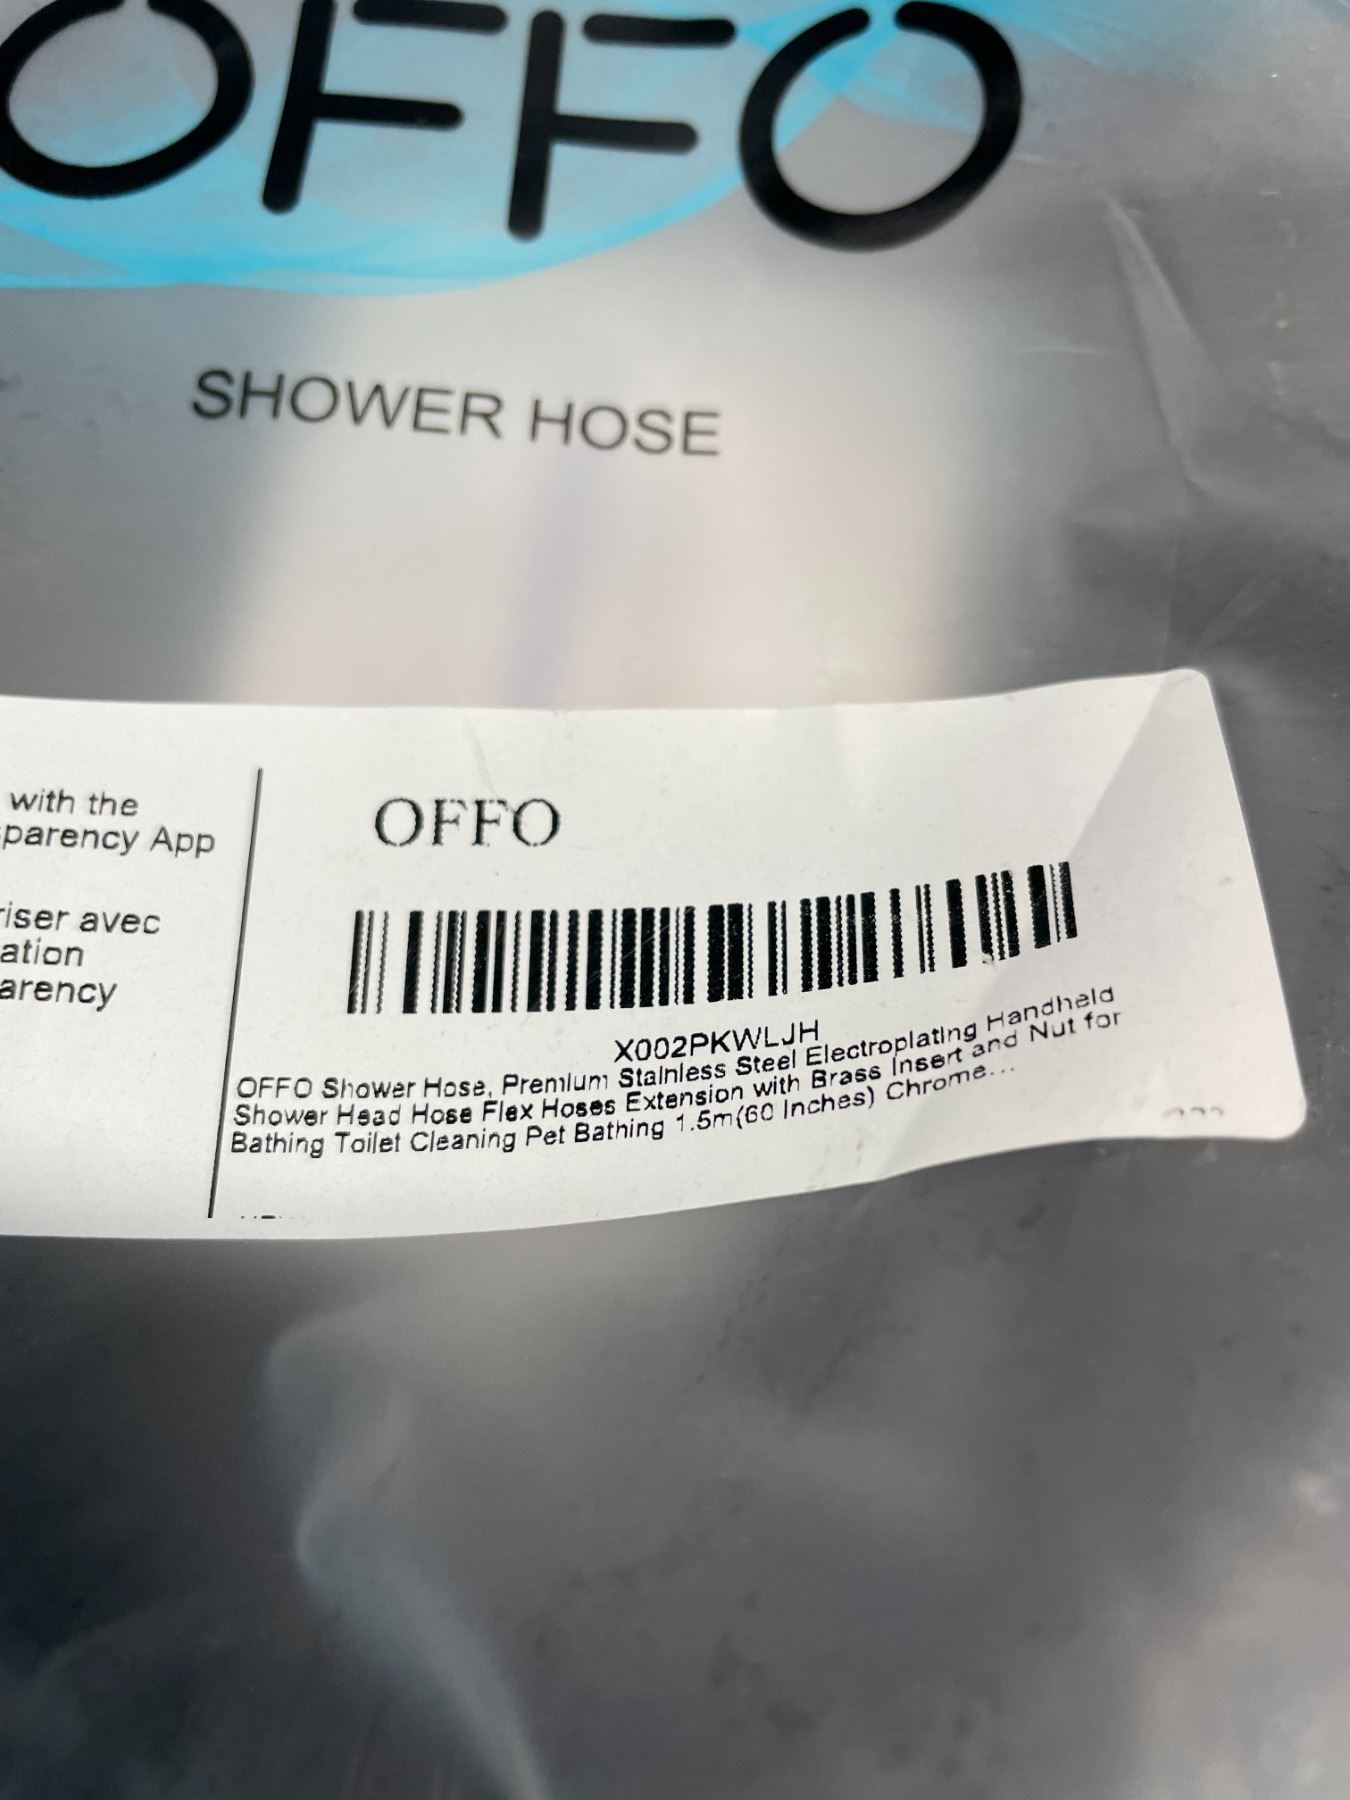 OFFO
SHOWER HOSE
with the
sparency App
riser avec
ation
arency
OFFO
X002PKWLJH
OFFO Shower Hose, Premium Stainless Steel Electroplating Handheld
Shower Head Hose Flex Hoses Extension with Brass Insert and Nut for
Bathing Toilet Cleaning Pet Bathing 1.5m(60 Inches) Chrome...